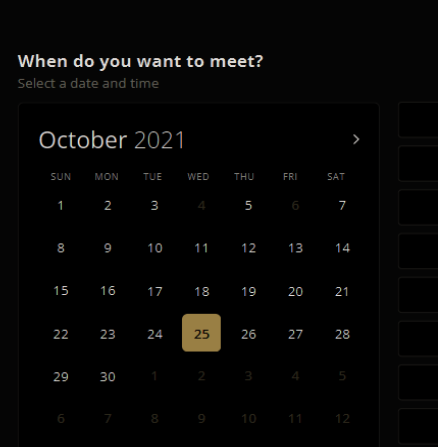 When do you want to meet?
Select a date and time
October 2021
SUN MON TUE WED THU FRI SAT
1 2 3 4 5 6 7
8 9 10 11 12 13 14
15 16 17 18 19 20 21
22 23 24 25 26 27 28
29 30 1 2 3 4 5
6 7 8 9 10 11 12